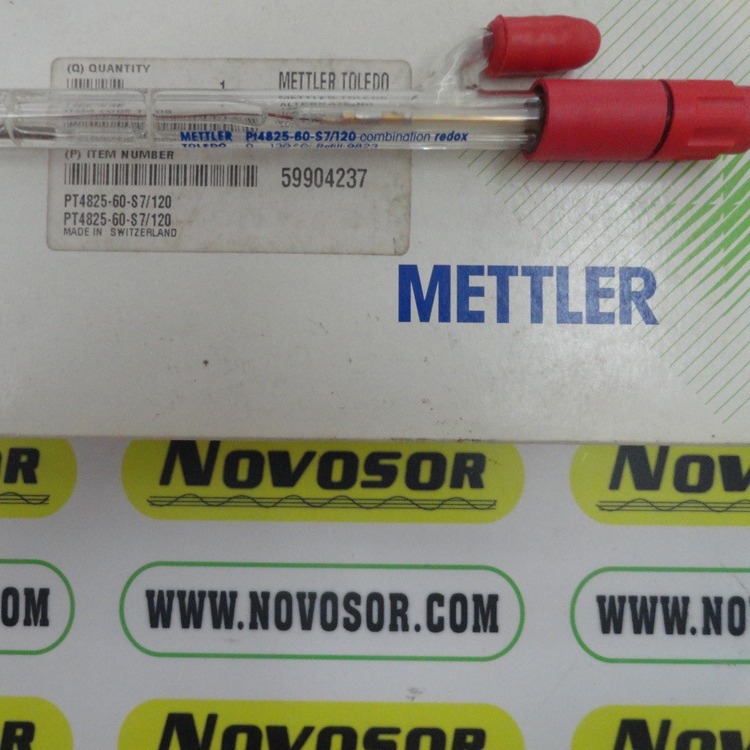 (Q) QUANTITY
1 METTLER TOLEDO
METTLER Pt4825-60-S7/120 combination redox
TOLEDO
(P) ITEM NUMBER
59904237
PT4825-60-S7/120
PT4825-60-S7/120
MADE IN SWITZERLAND
METTLER
NOVOSOR
NOV
WWW.NOVOSOR.COM
OM
WWW.NO